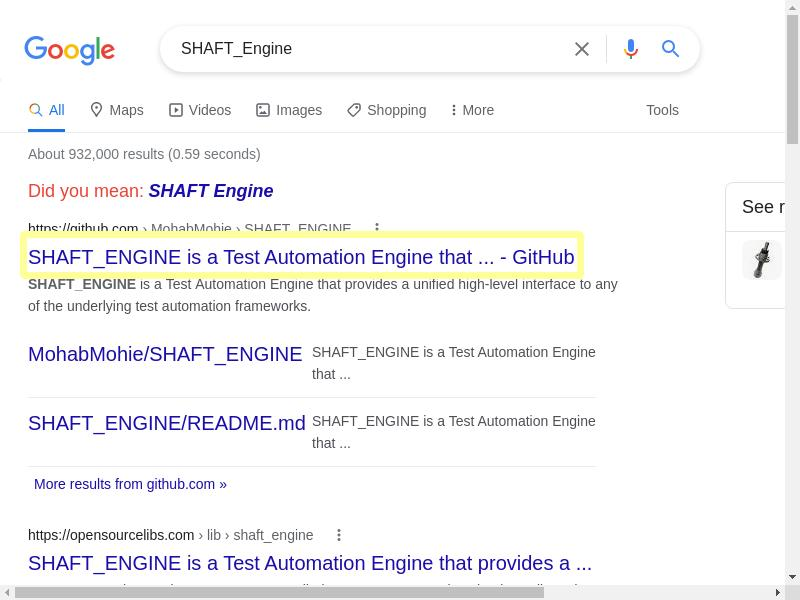 Google
SHAFT_Engine
All
Maps
Videos
Images
Shopping
More
Tools
About 932,000 results (0.59 seconds)
Did you mean: SHAFT Engine
https://github.com › MohabMohie › SHAFT_ENGINE
SHAFT_ENGINE is a Test Automation Engine that ... - GitHub
SHAFT_ENGINE is a Test Automation Engine that provides a unified high-level interface to any
of the underlying test automation frameworks.
MohabMohie/SHAFT_ENGINE
SHAFT_ENGINE is a Test Automation Engine
that ...
SHAFT_ENGINE/README.md
SHAFT_ENGINE is a Test Automation Engine
that ...
More results from github.com »
https://opensourcelibs.com › lib › shaft_engine
SHAFT_ENGINE is a Test Automation Engine that provides a ...
See